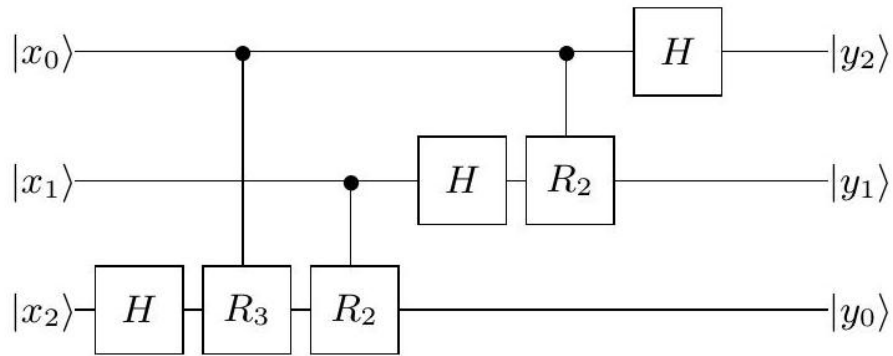 |x₀⟩ H |y₂⟩
|x₁⟩ H R₂ |y₁⟩
|x₂⟩ H R₃ R₂ |y₀⟩